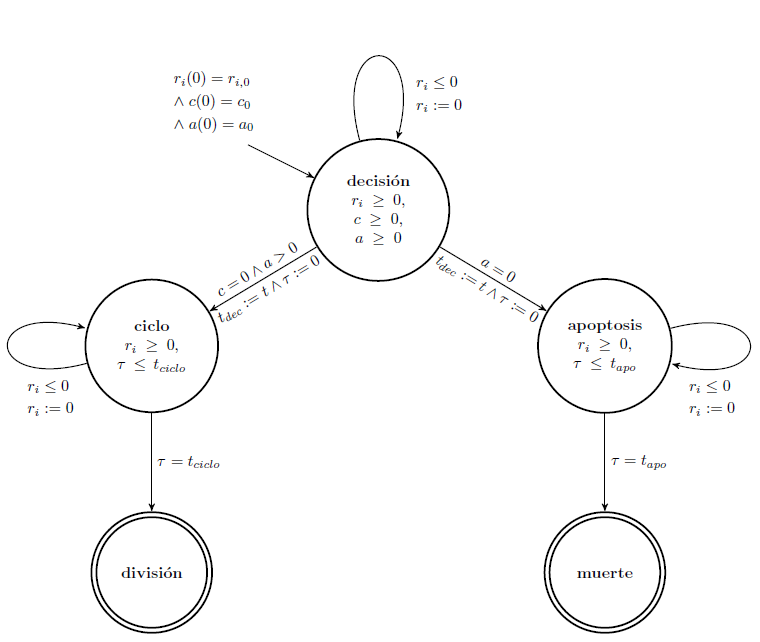 r_i(0) = r_{i,0}
∧ c(0) = c_0
∧ a(0) = a_0
r_i ≤ 0
r_i := 0
decisión
r_i ≥ 0,
c ≥ 0,
a ≥ 0
c = 0 ∧ a > 0
t_{dec} := t ∧ τ := 0
a = 0
t_{dec} := t ∧ τ := 0
ciclo
r_i ≥ 0,
τ ≤ t_{ciclo}
r_i ≤ 0
r_i := 0
apoptosis
r_i ≥ 0,
τ ≤ t_{apo}
r_i ≤ 0
r_i := 0
τ = t_{ciclo}
τ = t_{apo}
división
muerte